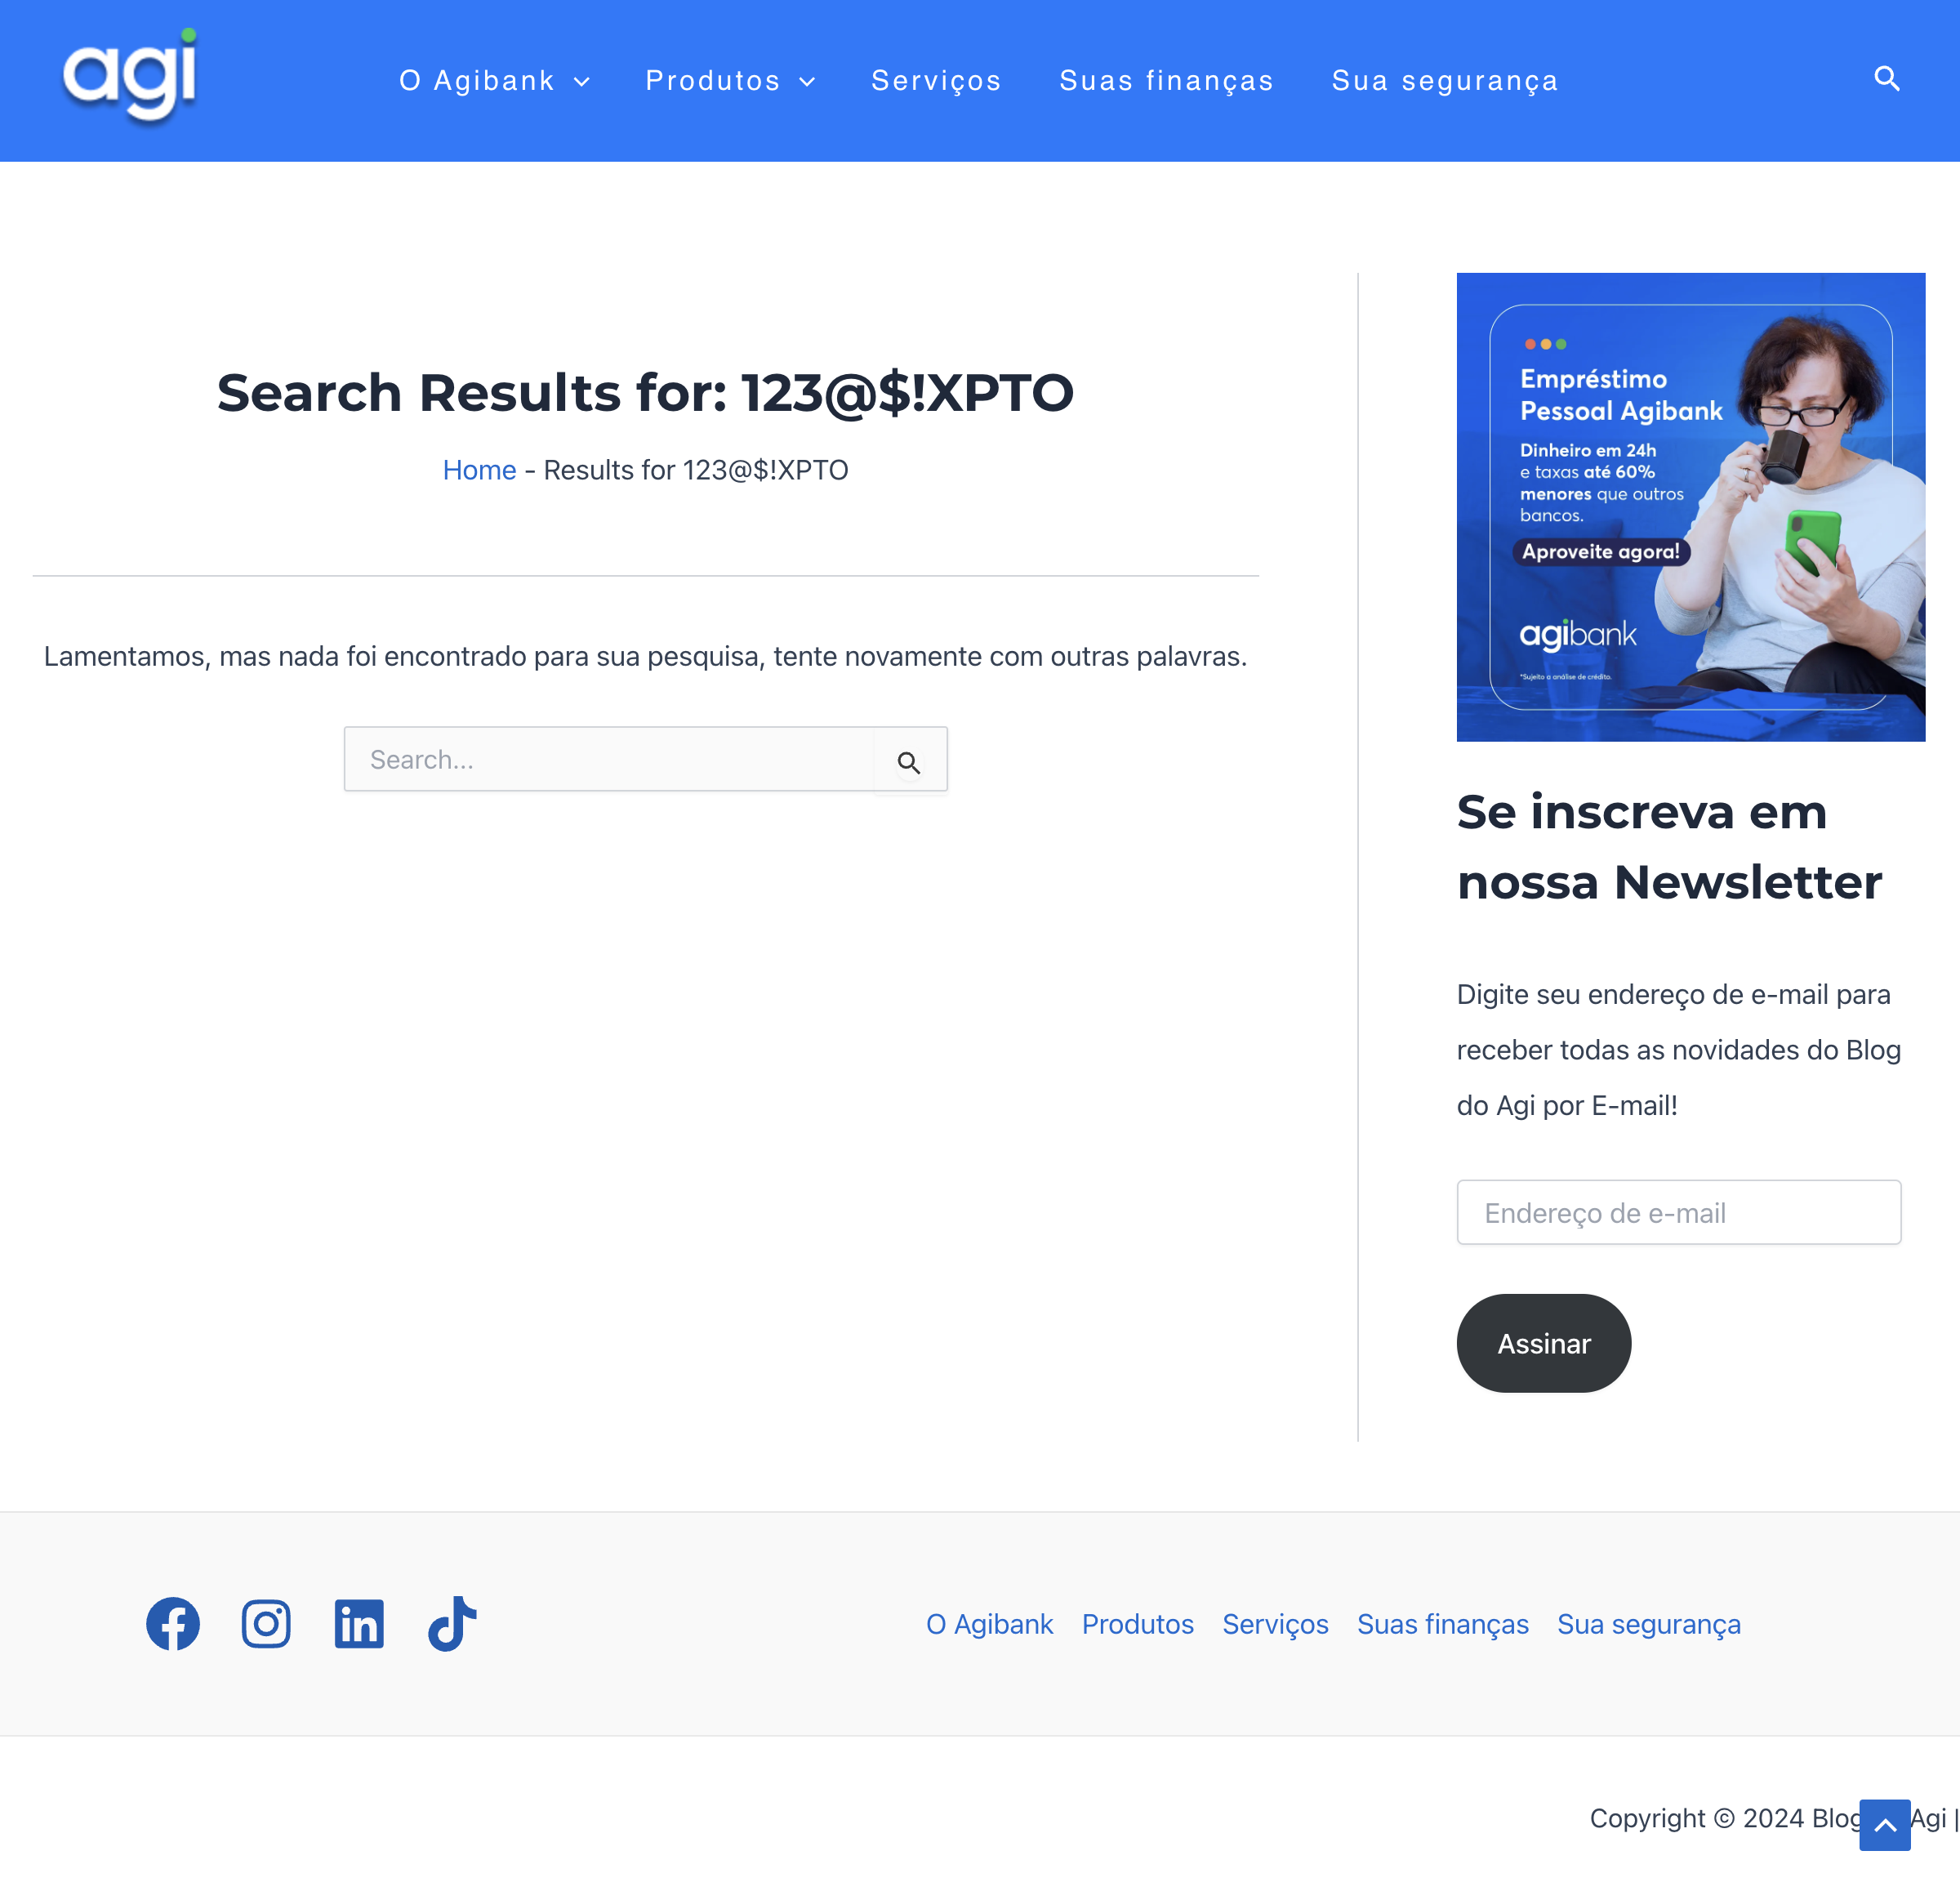 agi
O Agibank
Produtos
Serviços
Suas finanças
Sua segurança
Search Results for: 123@$!XPTO
Home - Results for 123@$!XPTO
Lamentamos, mas nada foi encontrado para sua pesquisa, tente novamente com outras palavras.
Search...
Empréstimo
Pessoal Agibank
Dinheiro em 24h
e taxas até 60%
menores que outros
bancos.
Aproveite agora!
agibank
*Sujeito a análise de crédito.
Se inscreva em
nossa Newsletter
Digite seu endereço de e-mail para
receber todas as novidades do Blog
do Agi por E-mail!
Endereço de e-mail
Assinar
in
O Agibank Produtos Serviços Suas finanças Sua segurança
Copyright © 2024 Blog Agi |